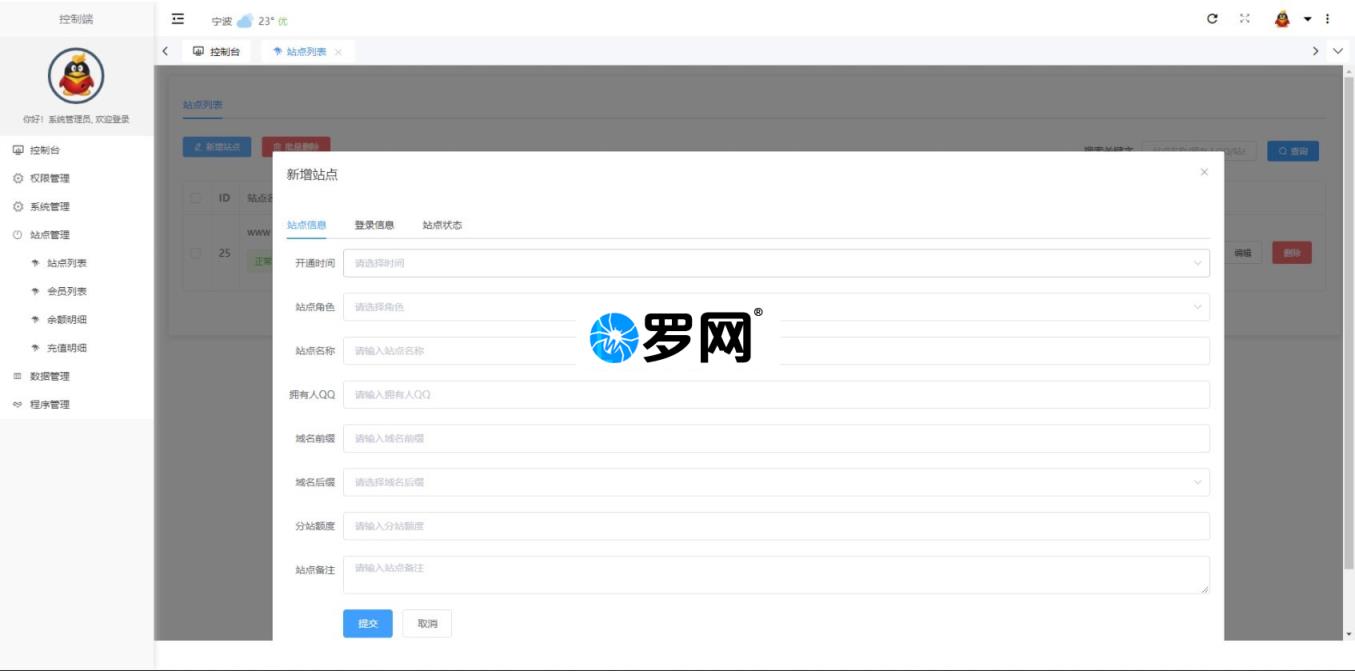 控制端
宁波 23° 优
控制台
站点列表
你好！系统管理员, 欢迎登录
控制台
权限管理
系统管理
站点管理
站点列表
会员列表
余额明细
充值明细
数据管理
程序管理
站点列表
新增站点
批量删除
搜索关键字
查询
ID
站点名
25
www
正常
编辑
删除
新增站点
站点信息
登录信息
站点状态
开通时间 请选择时间
站点角色 请选择角色
罗网®
站点名称 请输入站点名称
拥有人QQ 请输入拥有人QQ
域名前缀 请输入域名前缀
域名后缀 请选择域名后缀
分站额度 请输入分站额度
站点备注 请输入站点备注
提交
取消